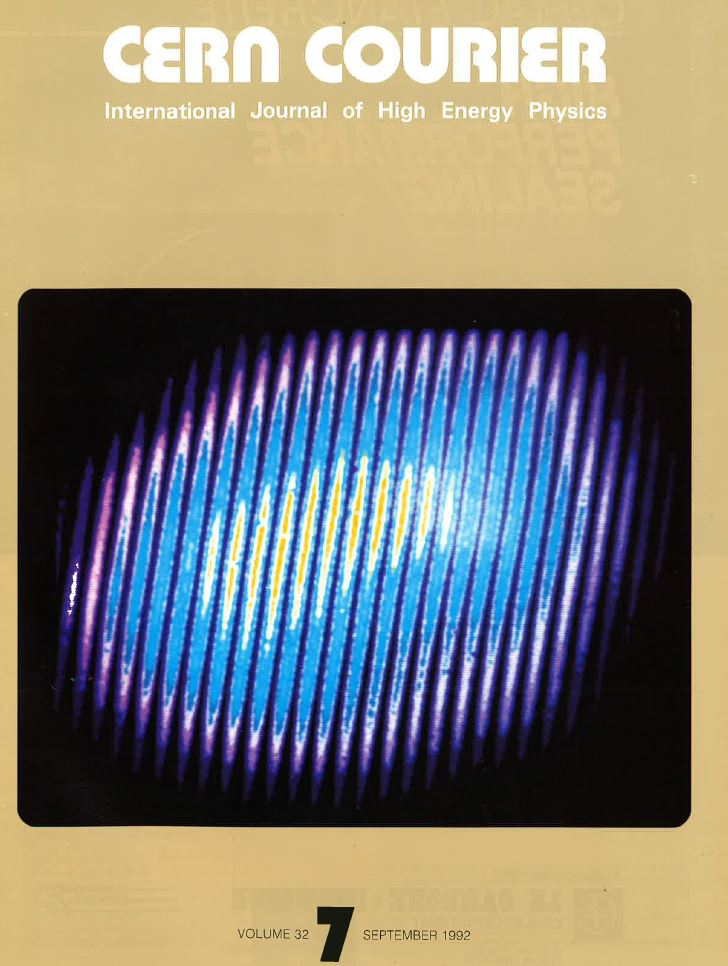 CERN COURIER
International Journal of High Energy Physics
VOLUME 32 7 SEPTEMBER 1992